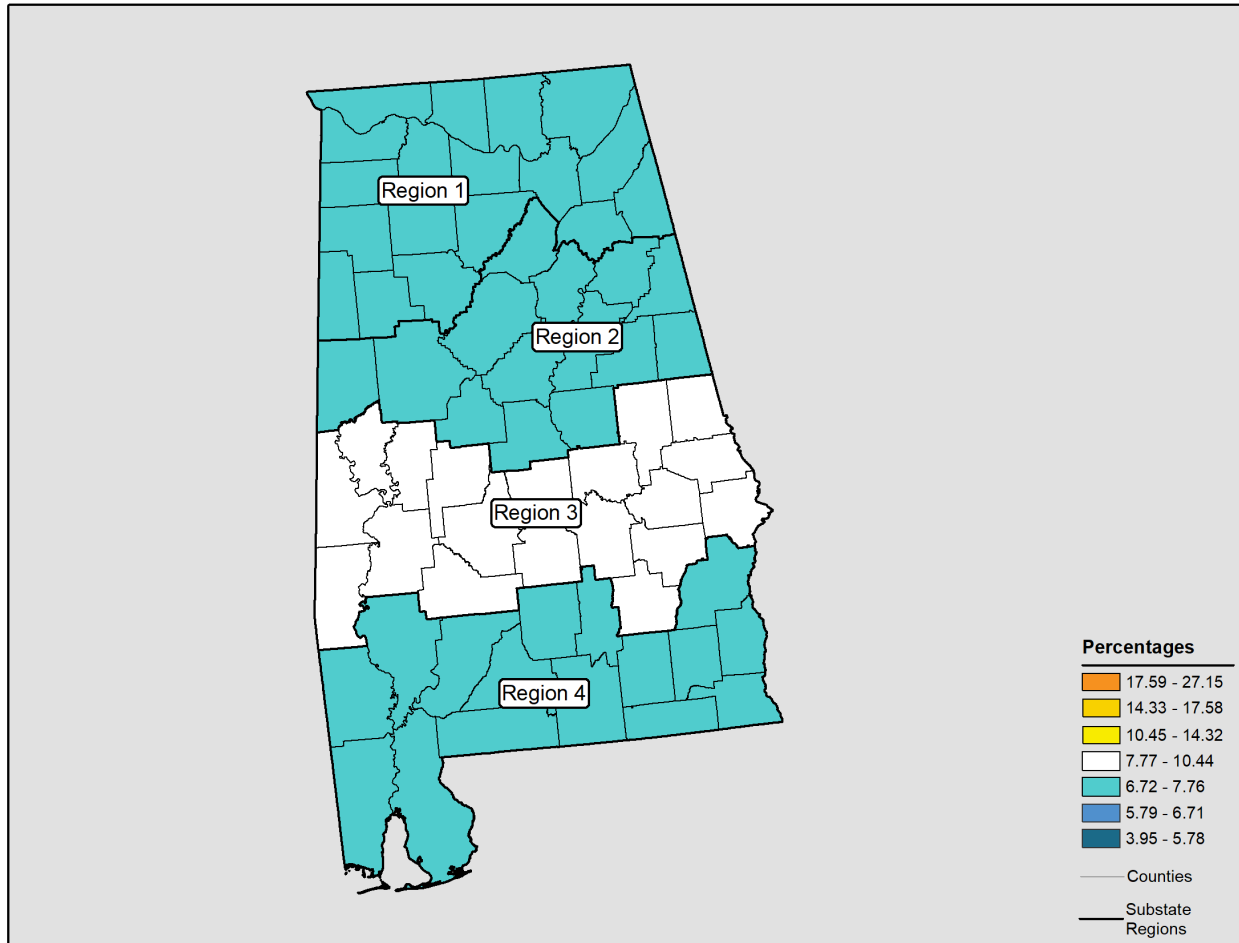 Region 1
Region 2
Region 3
Region 4
Percentages
17.59 - 27.15
14.33 - 17.58
10.45 - 14.32
7.77 - 10.44
6.72 - 7.76
5.79 - 6.71
3.95 - 5.78
Counties
Substate
Regions